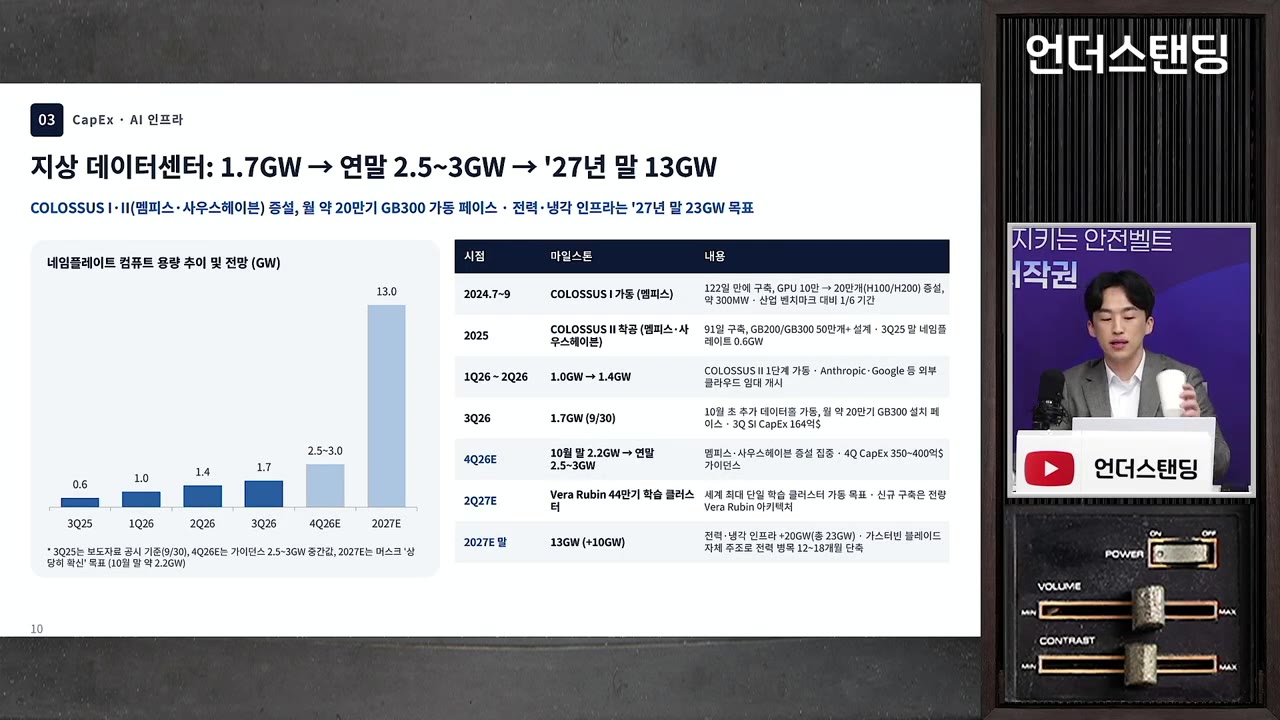 언더스탠딩
03 CapEx · AI 인프라
지상 데이터센터: 1.7GW → 연말 2.5~3GW → '27년 말 13GW
COLOSSUS I·II(멤피스·사우스헤이븐) 증설, 월 약 20만기 GB300 가동 페이스 · 전력·냉각 인프라는 '27년 말 23GW 목표
네임플레이트 컴퓨트 용량 추이 및 전망 (GW)
0.6
1.0
1.4
1.7
2.5~3.0
13.0
3Q25
1Q26
2Q26
3Q26
4Q26E
2027E
* 3Q25는 보도자료 공시 기준(9/30), 4Q26E는 가이던스 2.5~3GW 중간값, 2027E는 머스크 '상
당히 확신' 목표 (10월 말 약 2.2GW)
시점 마일스톤 내용
2024.7~9 COLOSSUS I 가동 (멤피스) 122일 만에 구축, GPU 10만 → 20만개(H100/H200) 증설,
약 300MW · 산업 벤치마크 대비 1/6 기간
2025 COLOSSUS II 착공 (멤피스·사
우스헤이븐) 91일 구축, GB200/GB300 50만개+ 설계 · 3Q25 말 네임플
레이트 0.6GW
1Q26 ~ 2Q26 1.0GW → 1.4GW COLOSSUS II 1단계 가동 · Anthropic·Google 등 외부
클라우드 임대 개시
3Q26 1.7GW (9/30) 10월 초 추가 데이터홀 가동, 월 약 20만기 GB300 설치 페
이스 · 3Q SI CapEx 164억$
4Q26E 10월 말 2.2GW → 연말
2.5~3GW 멤피스·사우스헤이븐 증설 집중 · 4Q CapEx 350~400억$
가이던스
2Q27E Vera Rubin 44만기 학습 클러스
터 세계 최대 단일 학습 클러스터 가동 목표 · 신규 구축은 전량
Vera Rubin 아키텍처
2027E 말 13GW (+10GW) 전력·냉각 인프라 +20GW(총 23GW) · 가스터빈 블레이드
자체 주조로 전력 병목 12~18개월 단축
10
지키는 안전벨트
저작권
언더스탠딩
ON OFF
POWER
VOLUME
MIN MAX
CONTRAST
MIN MAX